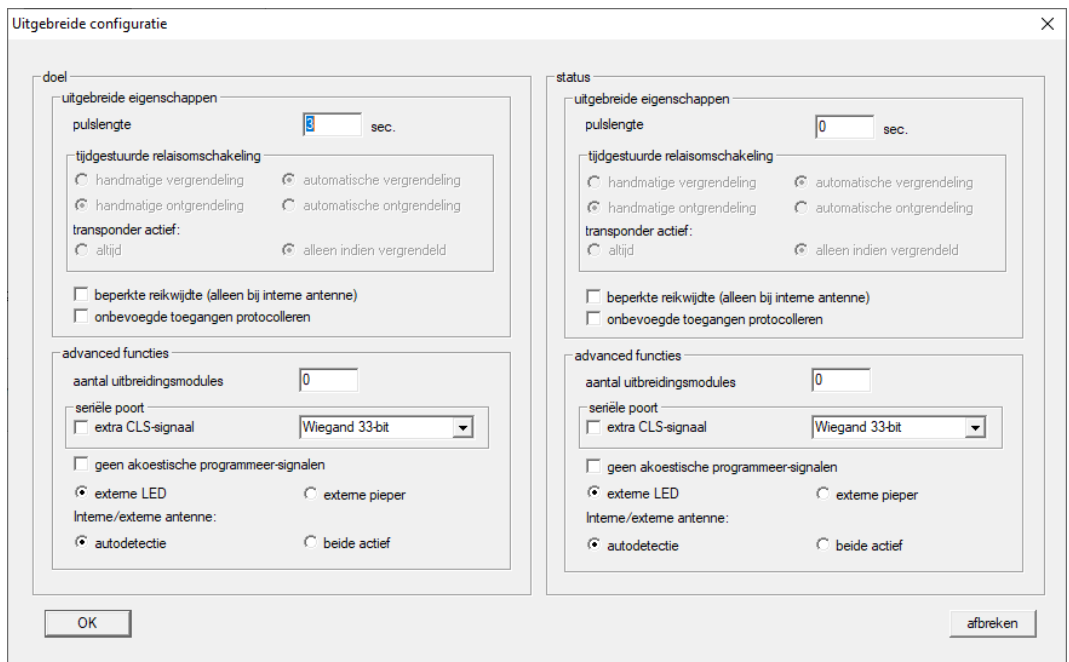 Uitgebreide configuratie
doel
uitgebreide eigenschappen
pulslengte 3 sec.
tijdgestuurde relaisomschakeling
handmatige vergrendeling automatische vergrendeling
handmatige ontgrendeling automatische ontgrendeling
transponder actief:
altijd alleen indien vergrendeld
beperkte reikwijdte (alleen bij interne antenne)
onbevoegde toegangen protocolleren
advanced functies
aantal uitbreidingsmodules 0
seriële poort
extra CLS-signaal Wiegand 33-bit
geen akoestische programmeer-signalen
externe LED externe pieper
Interne/externe antenne:
autodetectie beide actief
status
uitgebreide eigenschappen
pulslengte 0 sec.
tijdgestuurde relaisomschakeling
handmatige vergrendeling automatische vergrendeling
handmatige ontgrendeling automatische ontgrendeling
transponder actief:
altijd alleen indien vergrendeld
beperkte reikwijdte (alleen bij interne antenne)
onbevoegde toegangen protocolleren
advanced functies
aantal uitbreidingsmodules 0
seriële poort
extra CLS-signaal Wiegand 33-bit
geen akoestische programmeer-signalen
externe LED externe pieper
Interne/externe antenne:
autodetectie beide actief
OK afbreken